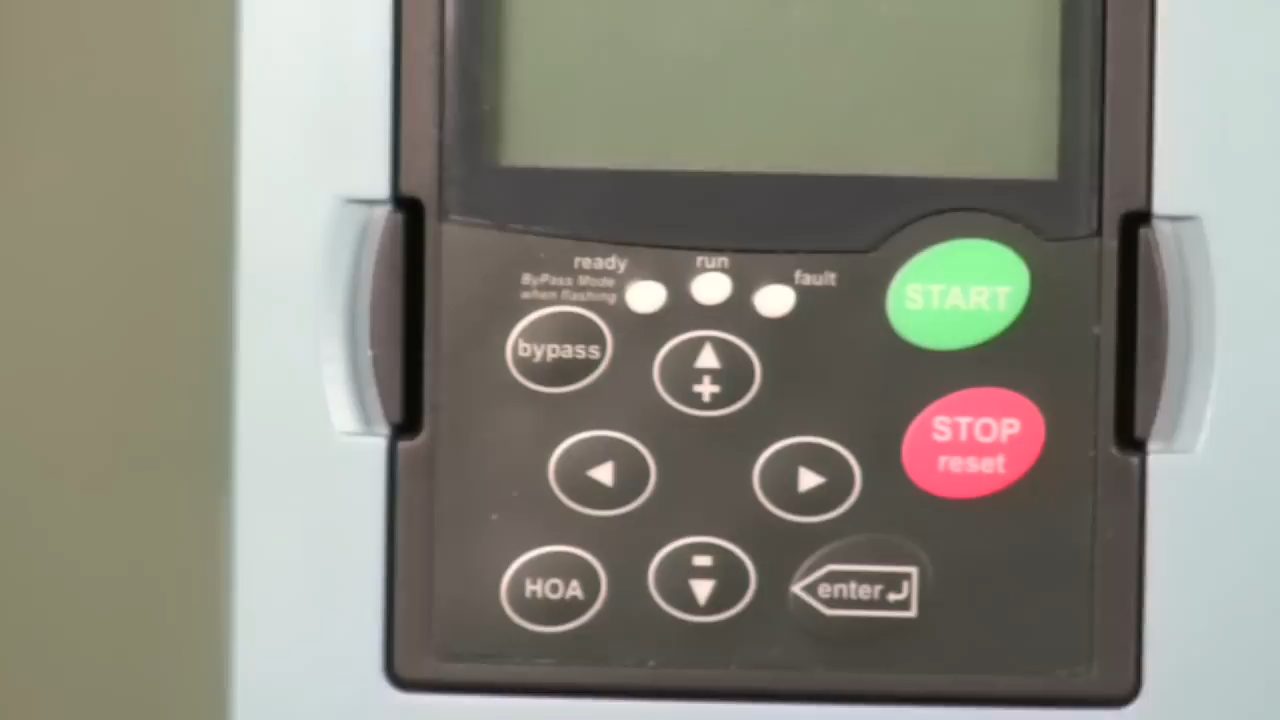 ready
run
fault
ByPass Mode
when flashing
START
bypass
+
STOP
reset
-
HOA
enter